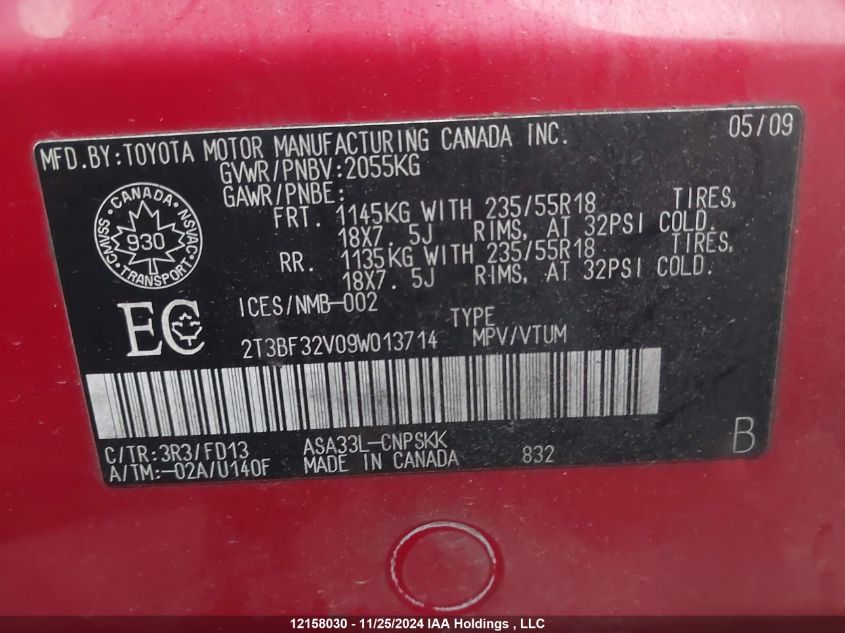 MFD.BY:TOYOTA MOTOR MANUFACTURING CANADA INC. 05/09
GVWR/PNBV:2055KG
GAWR/PNBE:
FRT. 1145KG WITH 235/55R18 TIRES,
18X7.5J RIMS, AT 32PSI COLD.
RR. 1135KG WITH 235/55R18 TIRES,
18X7.5J RIMS, AT 32PSI COLD.
CANADA
CMVSS NSVAC
930
TRANSPORT
ICES/NMB-002
EC
TYPE
2T3BF32V09W013714 MPV/VTUM
C/TR:3R3/FD13 ASA33L-CNPSKK
A/TM:-02A/U140F MADE IN CANADA 832
B
12158030 - 11/25/2024 IAA Holdings , LLC